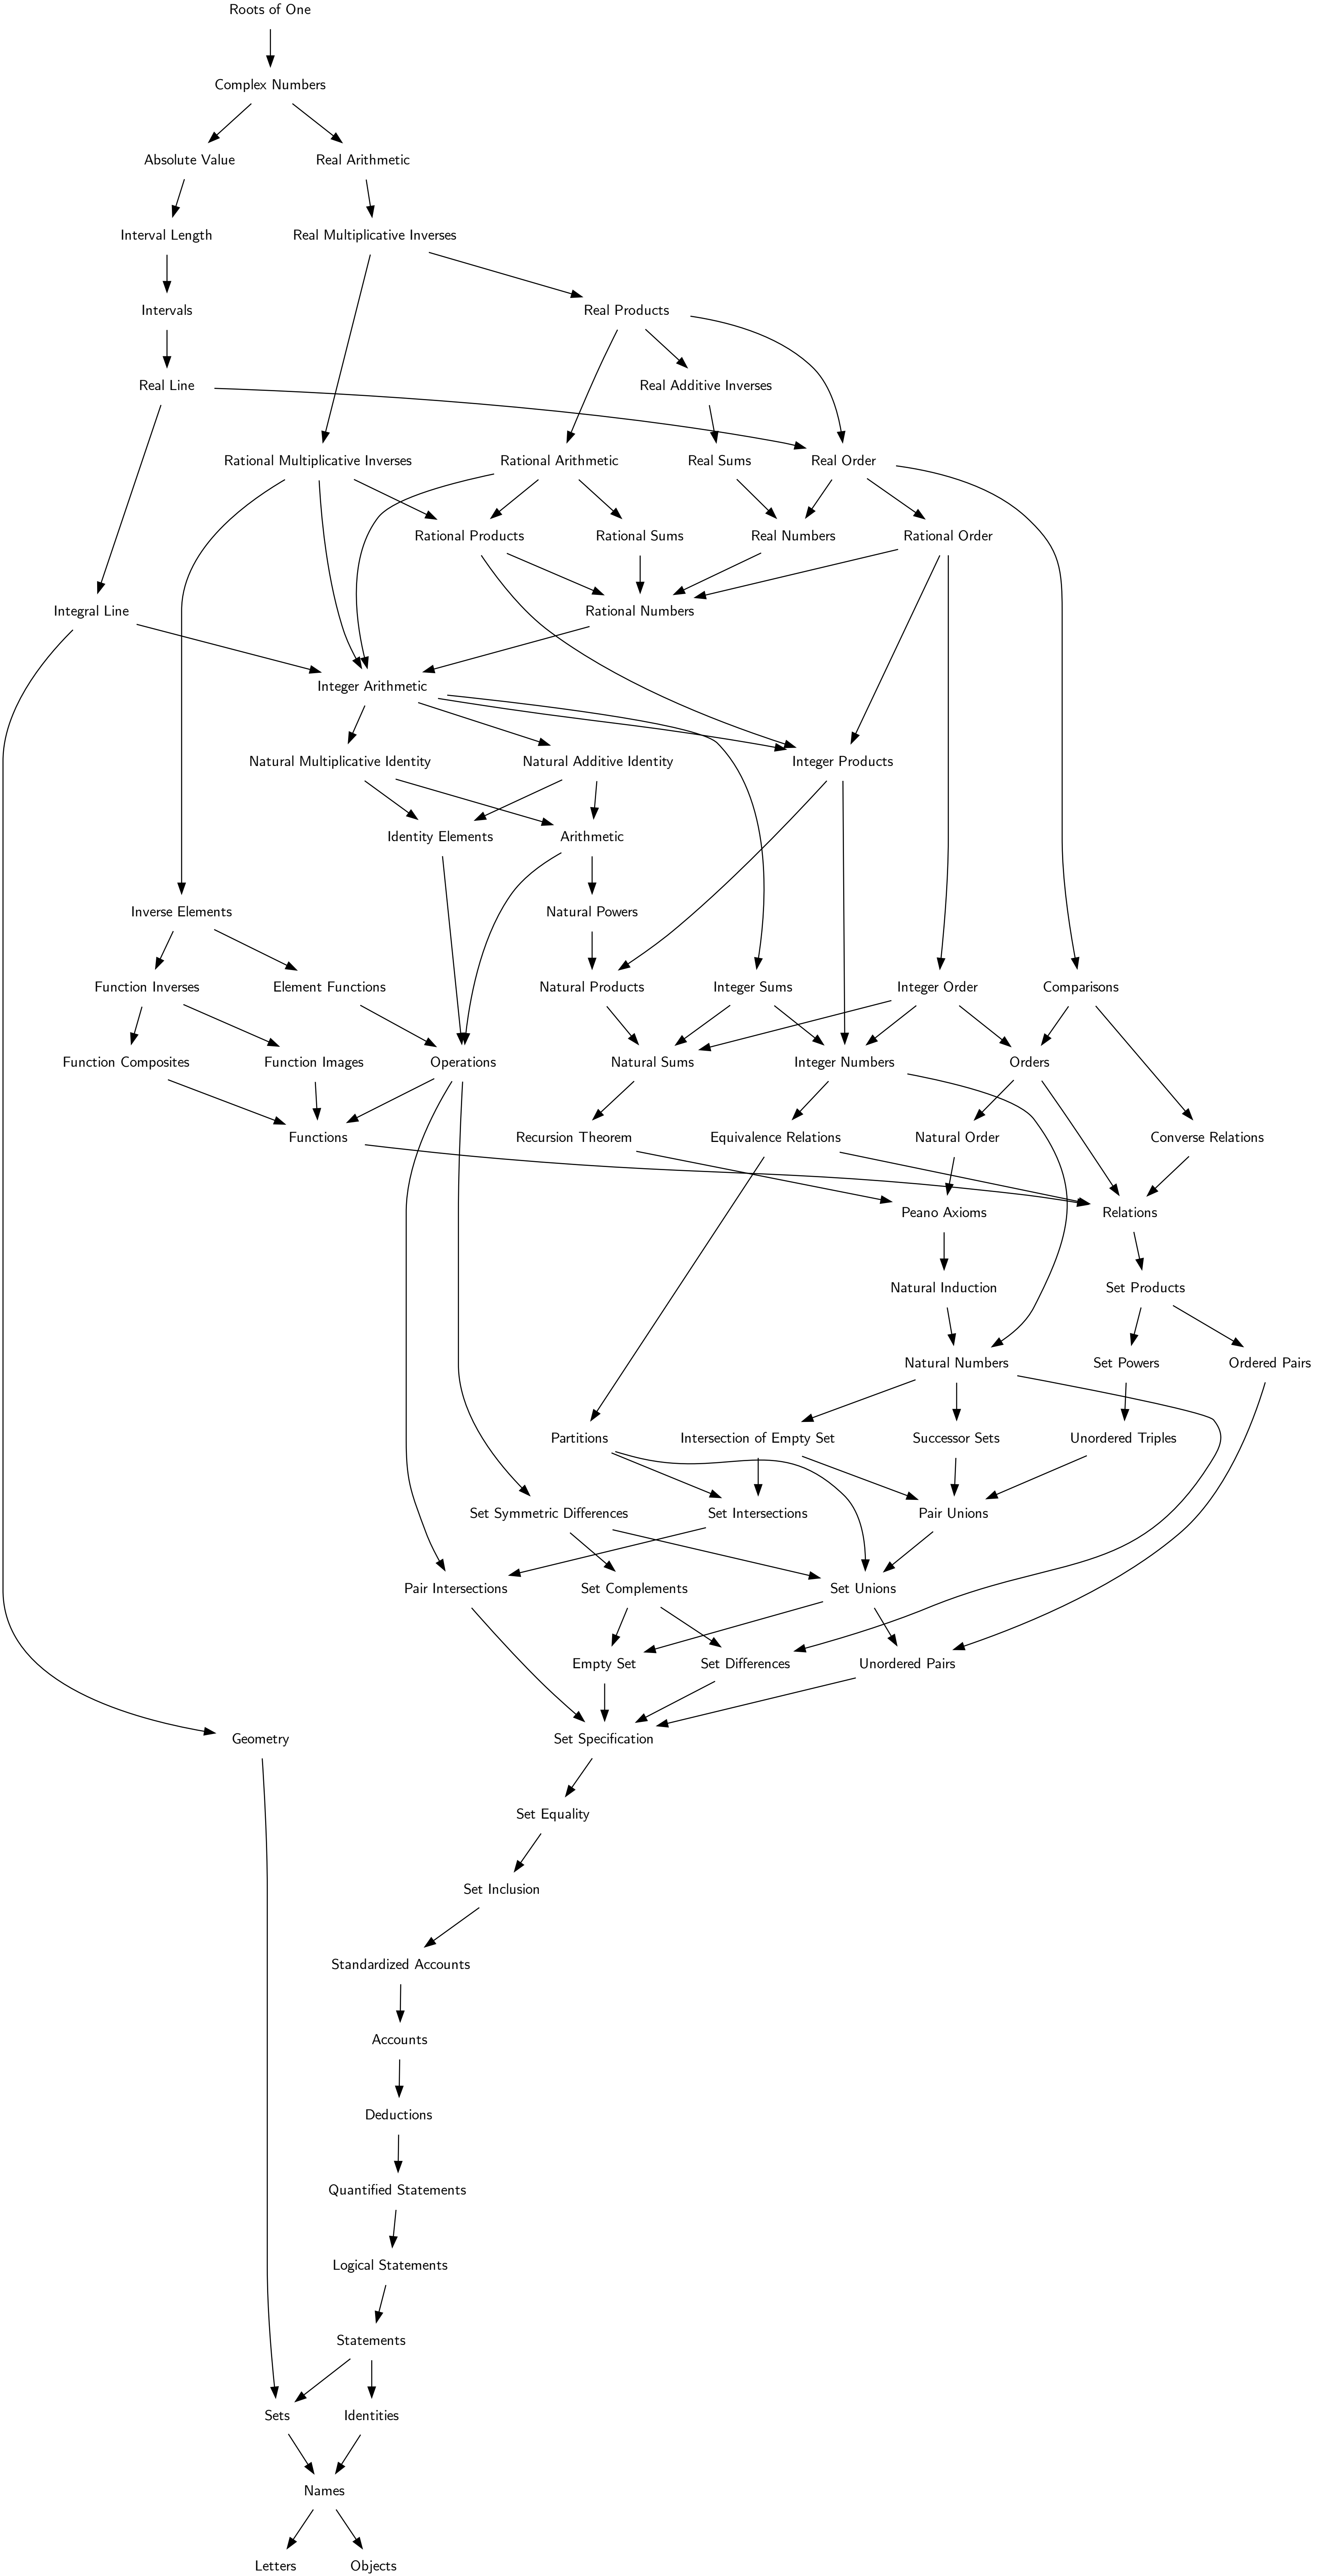 Roots of One
Complex Numbers
Absolute Value
Real Arithmetic
Interval Length
Real Multiplicative Inverses
Intervals
Real Products
Real Line
Real Additive Inverses
Rational Multiplicative Inverses
Rational Arithmetic
Real Sums
Real Order
Rational Products
Rational Sums
Real Numbers
Rational Order
Integral Line
Rational Numbers
Integer Arithmetic
Natural Multiplicative Identity
Natural Additive Identity
Integer Products
Identity Elements
Arithmetic
Inverse Elements
Natural Powers
Function Inverses
Element Functions
Natural Products
Integer Sums
Integer Order
Comparisons
Function Composites
Function Images
Operations
Natural Sums
Integer Numbers
Orders
Functions
Recursion Theorem
Equivalence Relations
Natural Order
Converse Relations
Peano Axioms
Relations
Natural Induction
Set Products
Natural Numbers
Set Powers
Ordered Pairs
Partitions
Intersection of Empty Set
Successor Sets
Unordered Triples
Set Symmetric Differences
Set Intersections
Pair Unions
Pair Intersections
Set Complements
Set Unions
Empty Set
Set Differences
Unordered Pairs
Geometry
Set Specification
Set Equality
Set Inclusion
Standardized Accounts
Accounts
Deductions
Quantified Statements
Logical Statements
Statements
Sets
Identities
Names
Letters
Objects